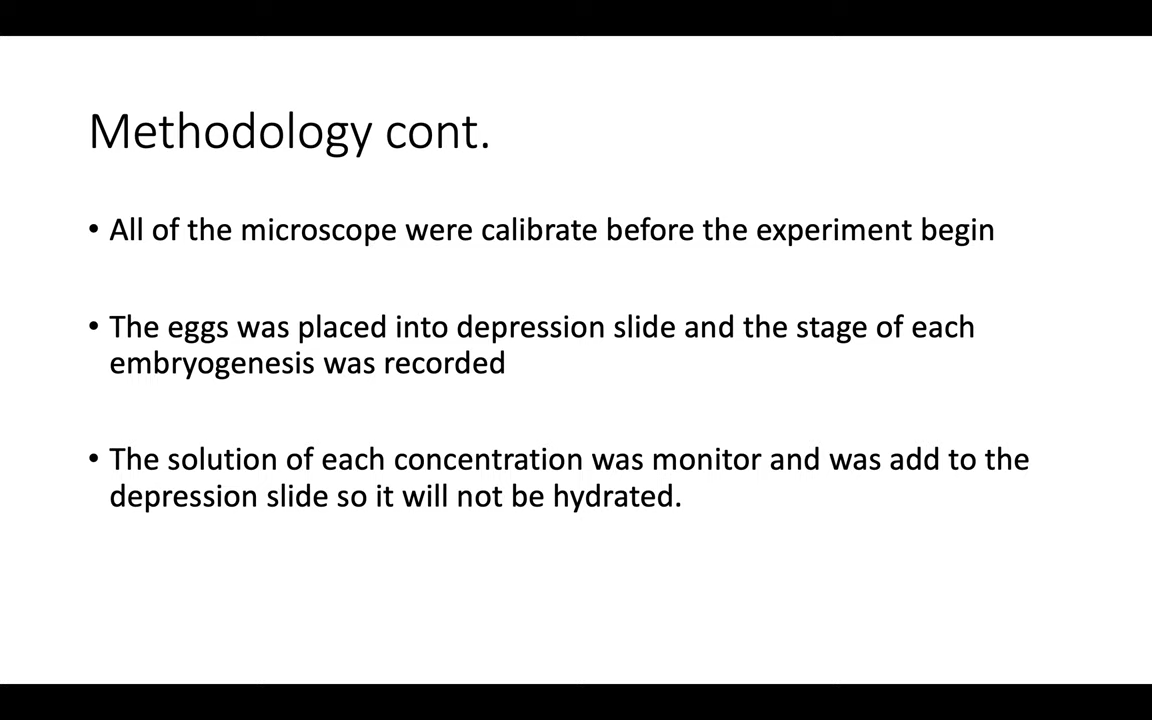 Methodology cont.
• All of the microscope were calibrate before the experiment begin
• The eggs was placed into depression slide and the stage of each
embryogenesis was recorded
• The solution of each concentration was monitor and was add to the
depression slide so it will not be hydrated.